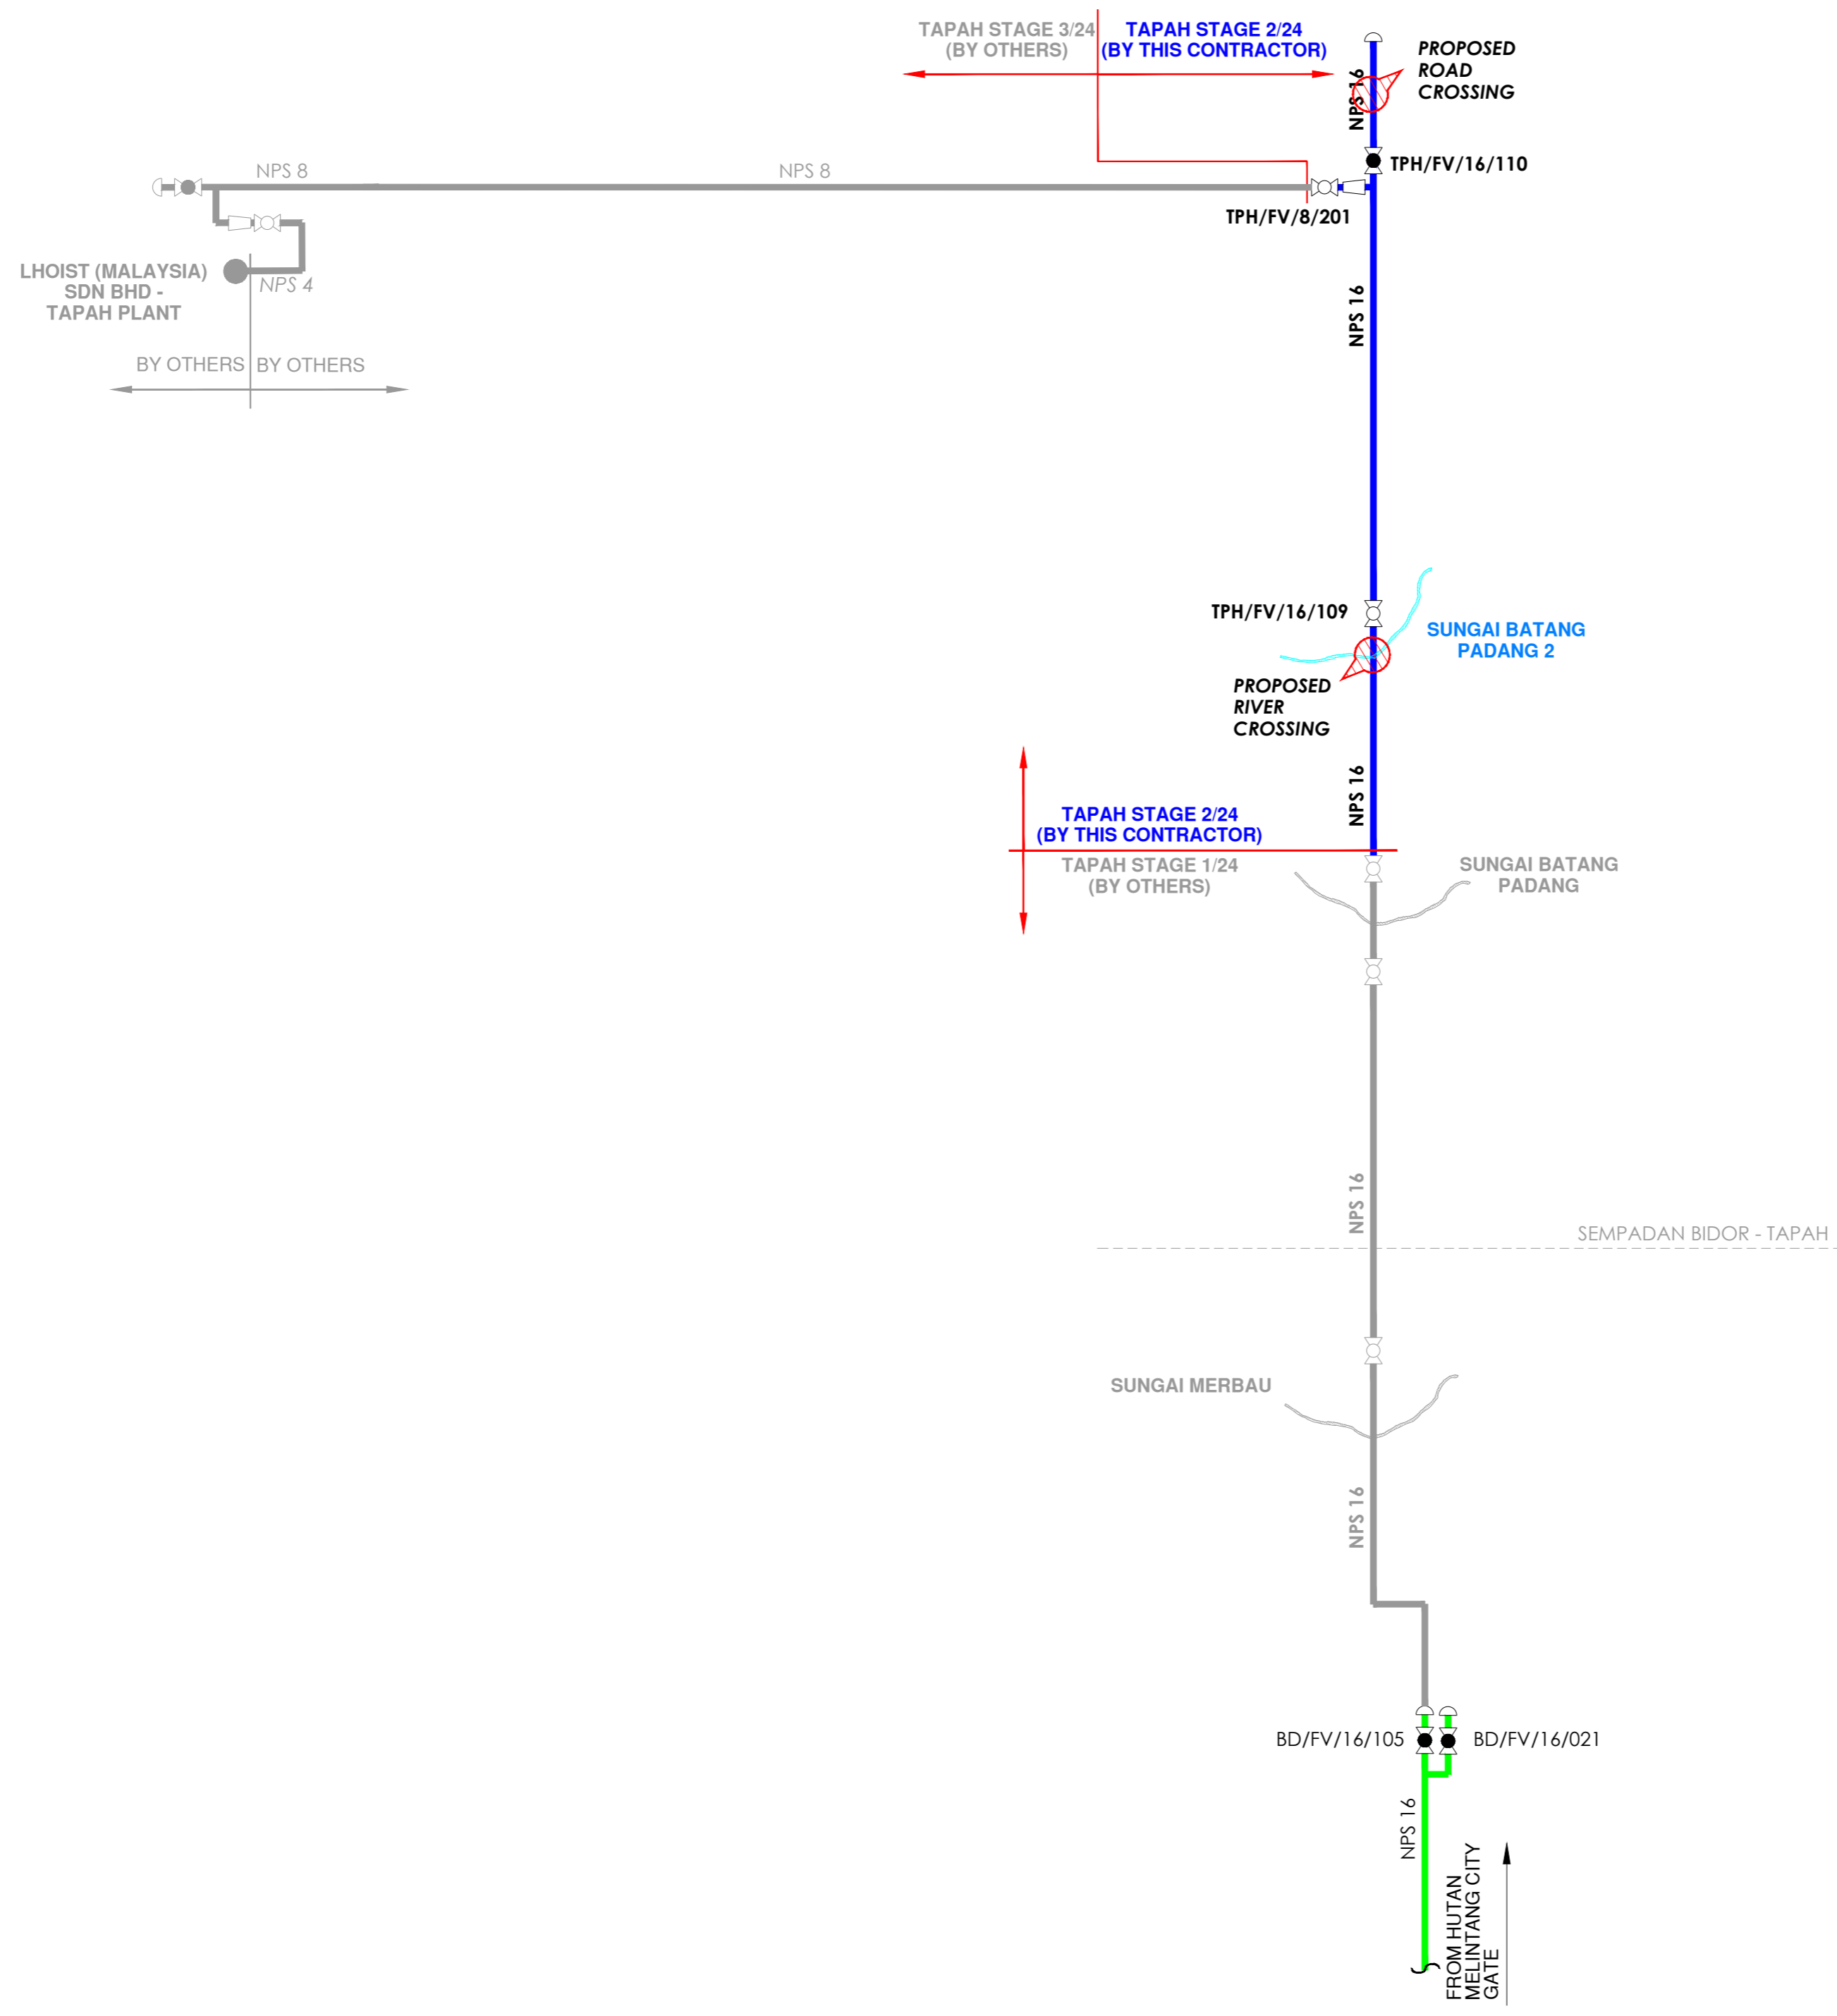 TAPAH STAGE 3/24
(BY OTHERS)
TAPAH STAGE 2/24
(BY THIS CONTRACTOR)
PROPOSED
ROAD
CROSSING
NPS 16
TPH/FV/16/110
NPS 8
NPS 8
TPH/FV/8/201
LHOIST (MALAYSIA)
SDN BHD -
TAPAH PLANT
NPS 4
BY OTHERS
BY OTHERS
NPS 16
TPH/FV/16/109
SUNGAI BATANG
PADANG 2
PROPOSED
RIVER
CROSSING
NPS 16
TAPAH STAGE 2/24
(BY THIS CONTRACTOR)
TAPAH STAGE 1/24
(BY OTHERS)
SUNGAI BATANG
PADANG
NPS 16
SEMPADAN BIDOR - TAPAH
SUNGAI MERBAU
NPS 16
BD/FV/16/105
BD/FV/16/021
NPS 16
FROM HUTAN
MELINTANG CITY
GATE